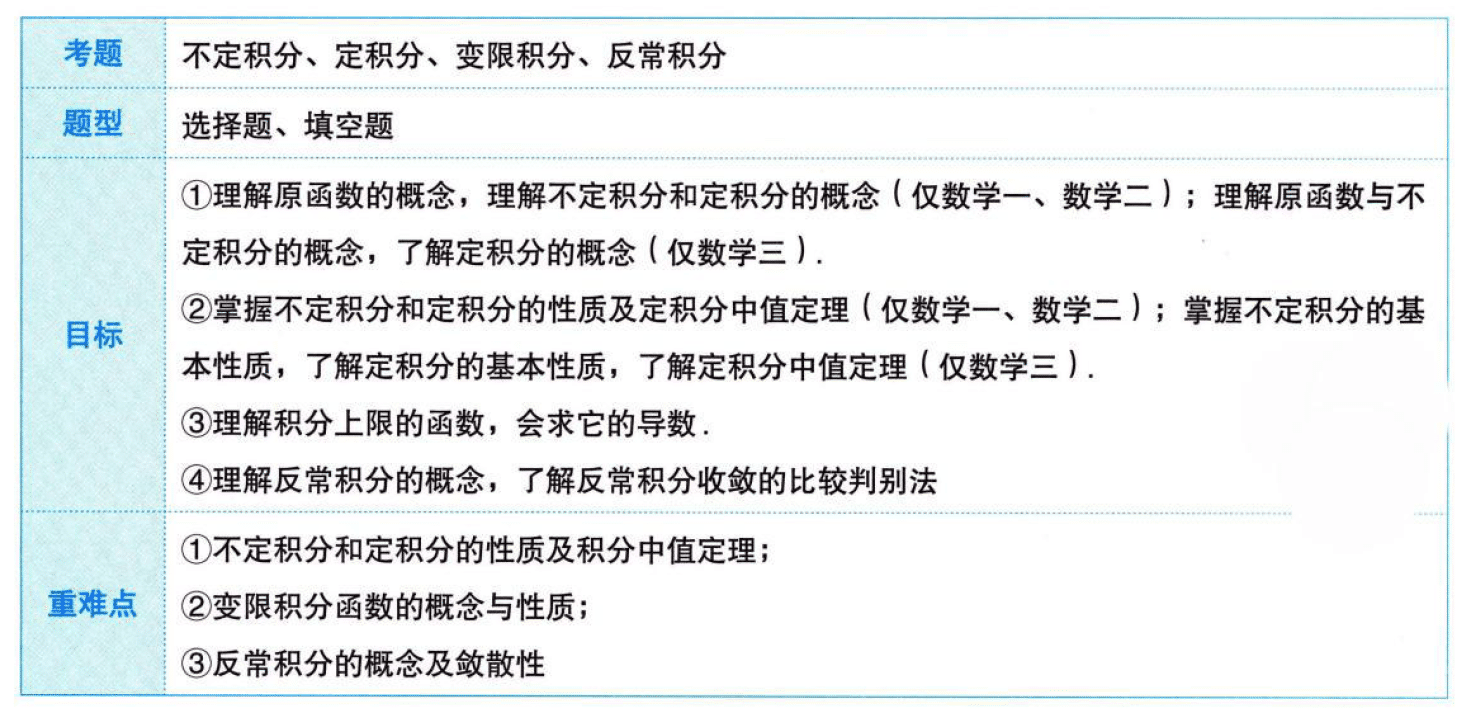 考题 不定积分、定积分、变限积分、反常积分
题型 选择题、填空题
①理解原函数的概念，理解不定积分和定积分的概念（仅数学一、数学二）；理解原函数与不
定积分的概念，了解定积分的概念（仅数学三）.
②掌握不定积分和定积分的性质及定积分中值定理（仅数学一、数学二）；掌握不定积分的基
目标
本性质，了解定积分的基本性质，了解定积分中值定理（仅数学三）.
③理解积分上限的函数，会求它的导数.
④理解反常积分的概念，了解反常积分收敛的比较判别法
①不定积分和定积分的性质及积分中值定理；
重难点 ②变限积分函数的概念与性质；
③反常积分的概念及敛散性